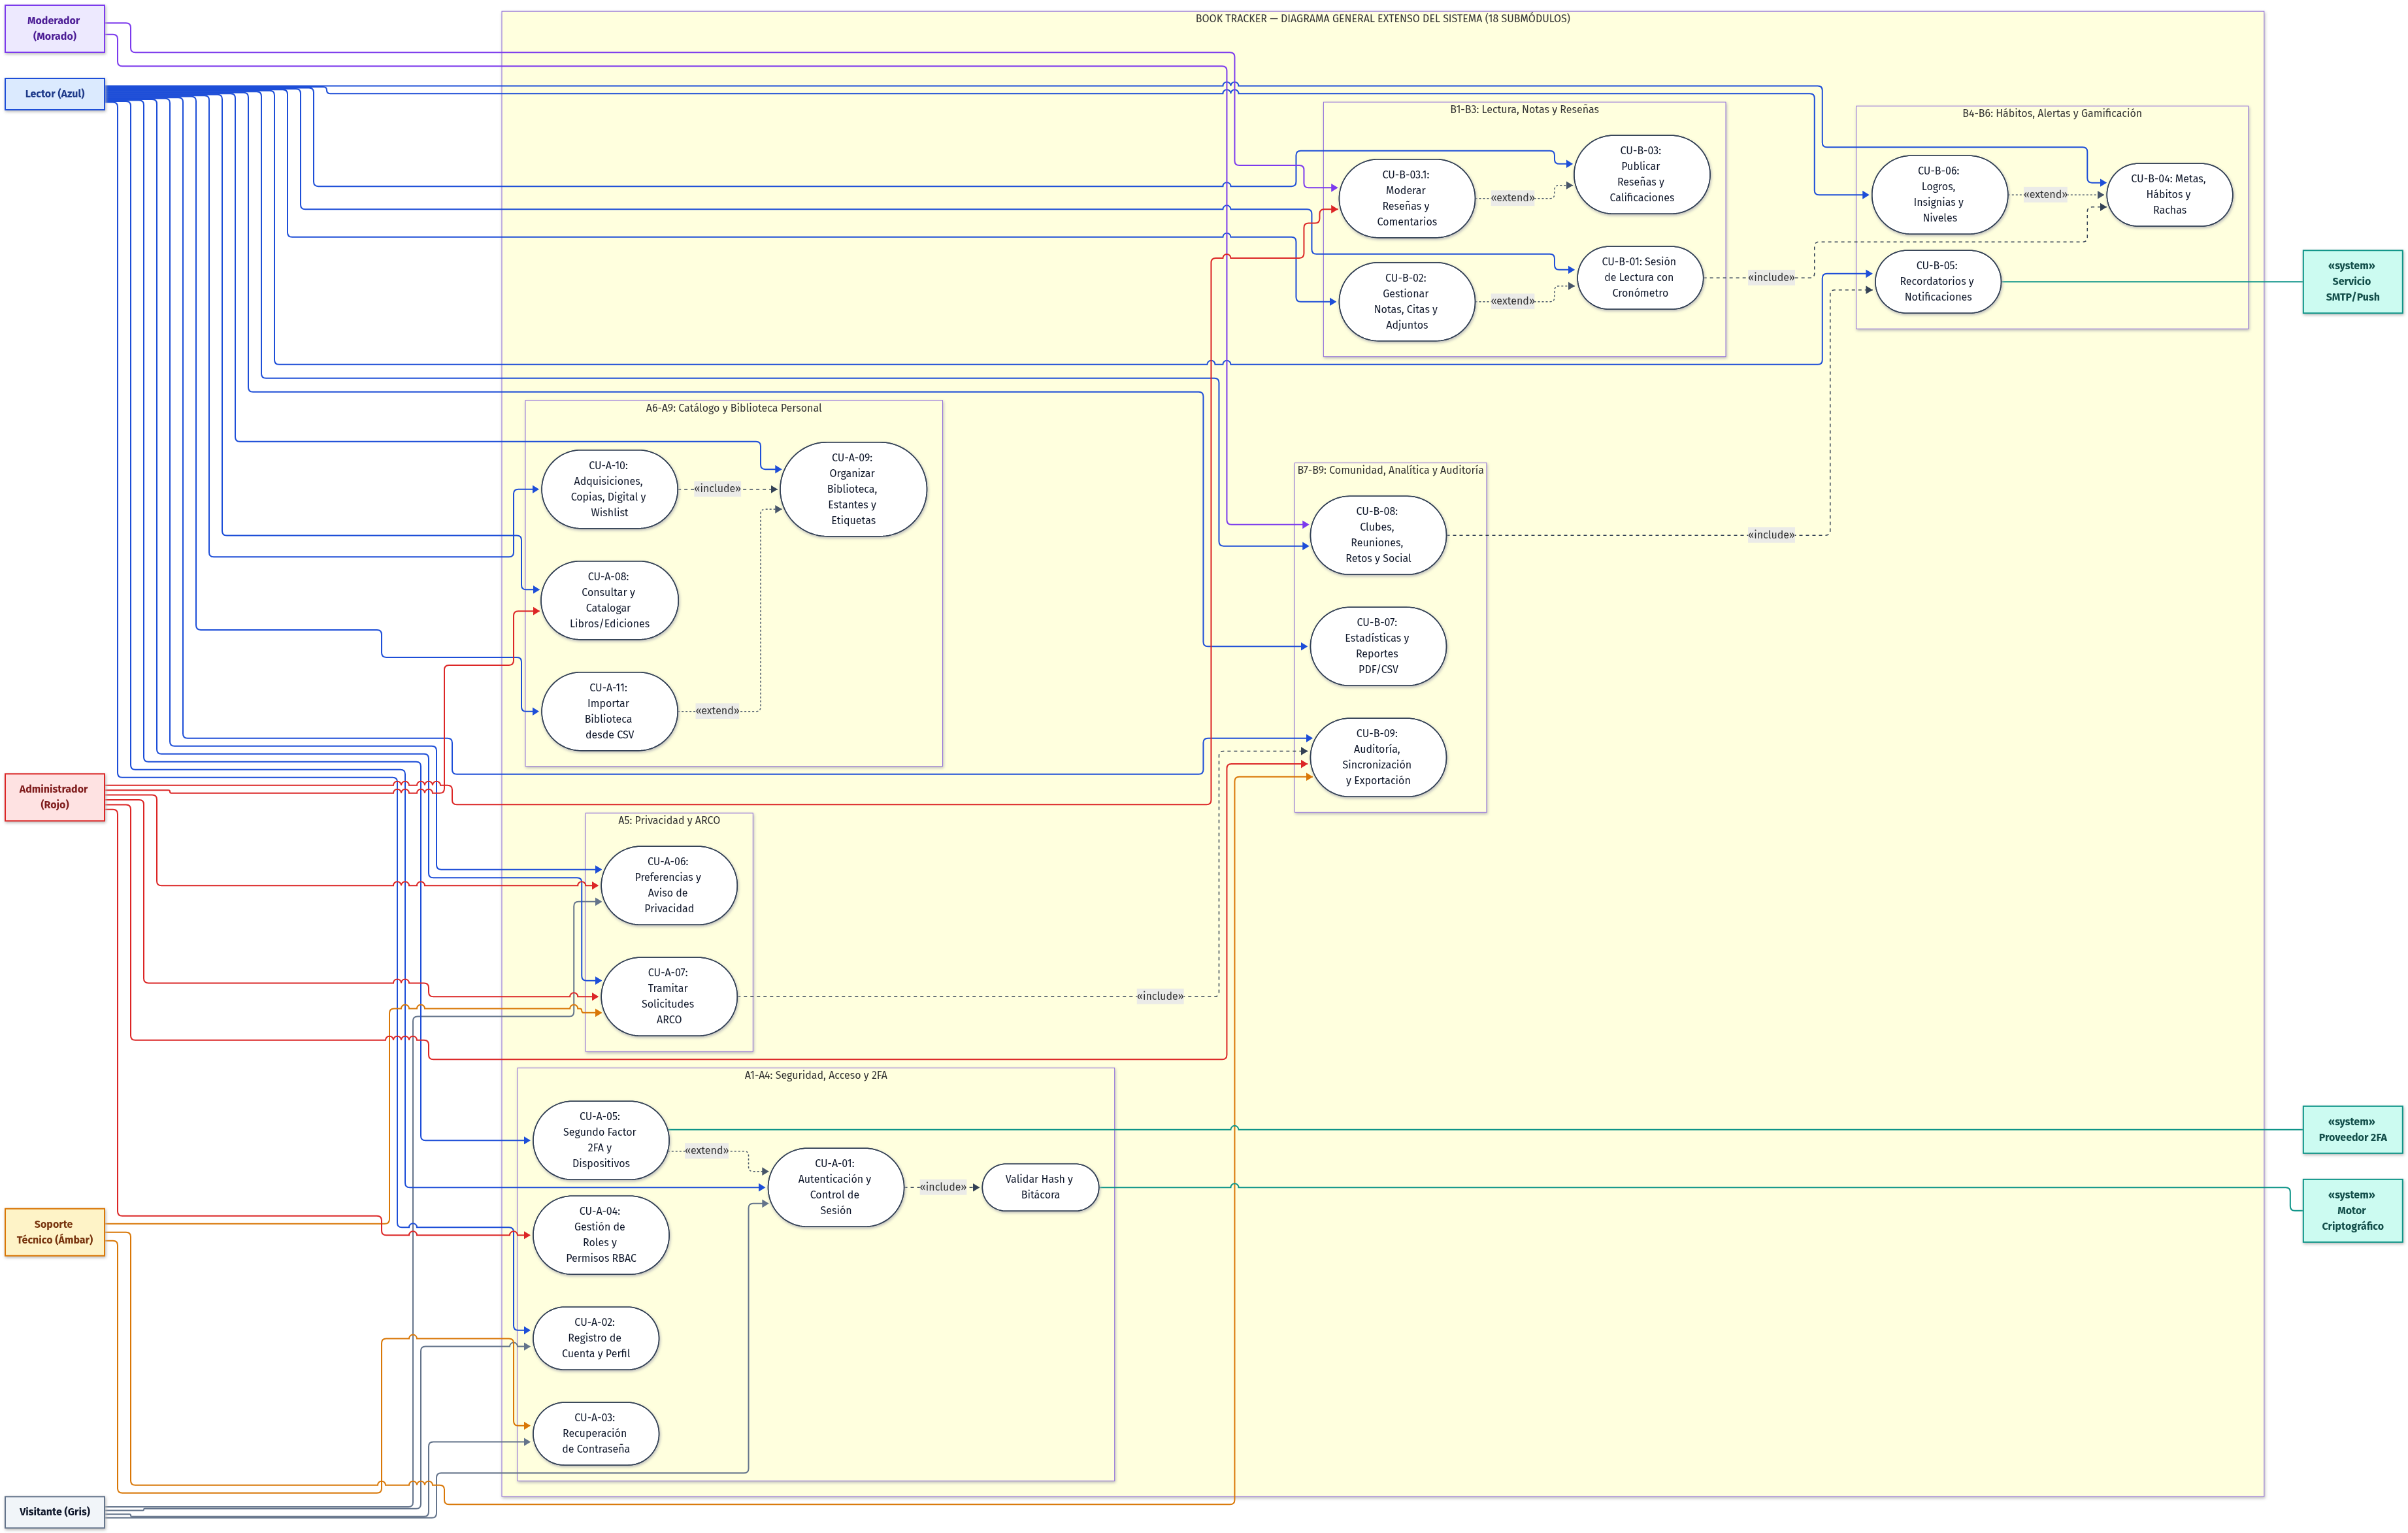 Moderador
(Morado)
BOOK TRACKER — DIAGRAMA GENERAL EXTENSO DEL SISTEMA (18 SUBMÓDULOS)
Lector (Azul)
B1-B3: Lectura, Notas y Reseñas
CU-B-03.1:
Moderar
Reseñas y
Comentarios
«extend»
CU-B-03:
Publicar
Reseñas y
Calificaciones
CU-B-02:
Gestionar
Notas, Citas y
Adjuntos
«extend»
CU-B-01: Sesión
de Lectura con
Cronómetro
«include»
B4-B6: Hábitos, Alertas y Gamificación
CU-B-06:
Logros,
Insignias y
Niveles
«extend»
CU-B-04: Metas,
Hábitos y
Rachas
CU-B-05:
Recordatorios y
Notificaciones
«system»
Servicio
SMTP/Push
A6-A9: Catálogo y Biblioteca Personal
CU-A-10:
Adquisiciones,
Copias, Digital y
Wishlist
«include»
CU-A-09:
Organizar
Biblioteca,
Estantes y
Etiquetas
CU-A-08:
Consultar y
Catalogar
Libros/Ediciones
CU-A-11:
Importar
Biblioteca
desde CSV
«extend»
B7-B9: Comunidad, Analítica y Auditoría
CU-B-08:
Clubes,
Reuniones,
Retos y Social
«include»
CU-B-07:
Estadísticas y
Reportes
PDF/CSV
CU-B-09:
Auditoría,
Sincronización
y Exportación
Administrador
(Rojo)
A5: Privacidad y ARCO
CU-A-06:
Preferencias y
Aviso de
Privacidad
CU-A-07:
Tramitar
Solicitudes
ARCO
«include»
A1-A4: Seguridad, Acceso y 2FA
CU-A-05:
Segundo Factor
2FA y
Dispositivos
«extend»
CU-A-01:
Autenticación y
Control de
Sesión
«include»
Validar Hash y
Bitácora
CU-A-04:
Gestión de
Roles y
Permisos RBAC
CU-A-02:
Registro de
Cuenta y Perfil
CU-A-03:
Recuperación
de Contraseña
«system»
Proveedor 2FA
«system»
Motor
Criptográfico
Soporte
Técnico (Ámbar)
Visitante (Gris)